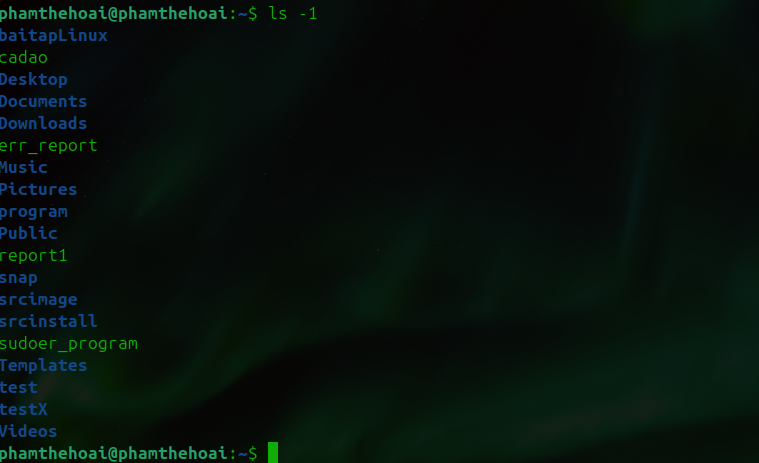 phamthehoai@phamthehoai:~$ ls -1
baitapLinux
cadao
Desktop
Documents
Downloads
err_report
Music
Pictures
program
Public
report1
snap
srcimage
srcinstall
sudoer_program
Templates
test
testX
Videos
phamthehoai@phamthehoai:~$